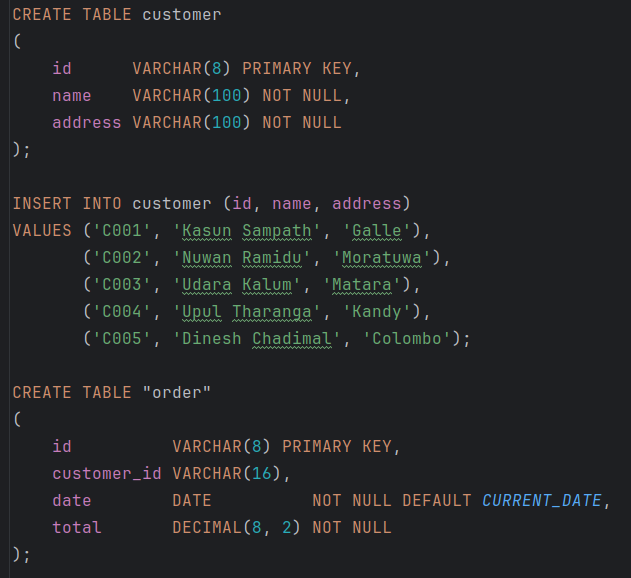 CREATE TABLE customer
(
    id      VARCHAR(8) PRIMARY KEY,
    name    VARCHAR(100) NOT NULL,
    address VARCHAR(100) NOT NULL
);

INSERT INTO customer (id, name, address)
VALUES ('C001', 'Kasun Sampath', 'Galle'),
       ('C002', 'Nuwan Ramidu', 'Moratuwa'),
       ('C003', 'Udara Kalum', 'Matara'),
       ('C004', 'Upul Tharanga', 'Kandy'),
       ('C005', 'Dinesh Chadimal', 'Colombo');

CREATE TABLE "order"
(
    id          VARCHAR(8) PRIMARY KEY,
    customer_id VARCHAR(16),
    date        DATE          NOT NULL DEFAULT CURRENT_DATE,
    total       DECIMAL(8, 2) NOT NULL
);